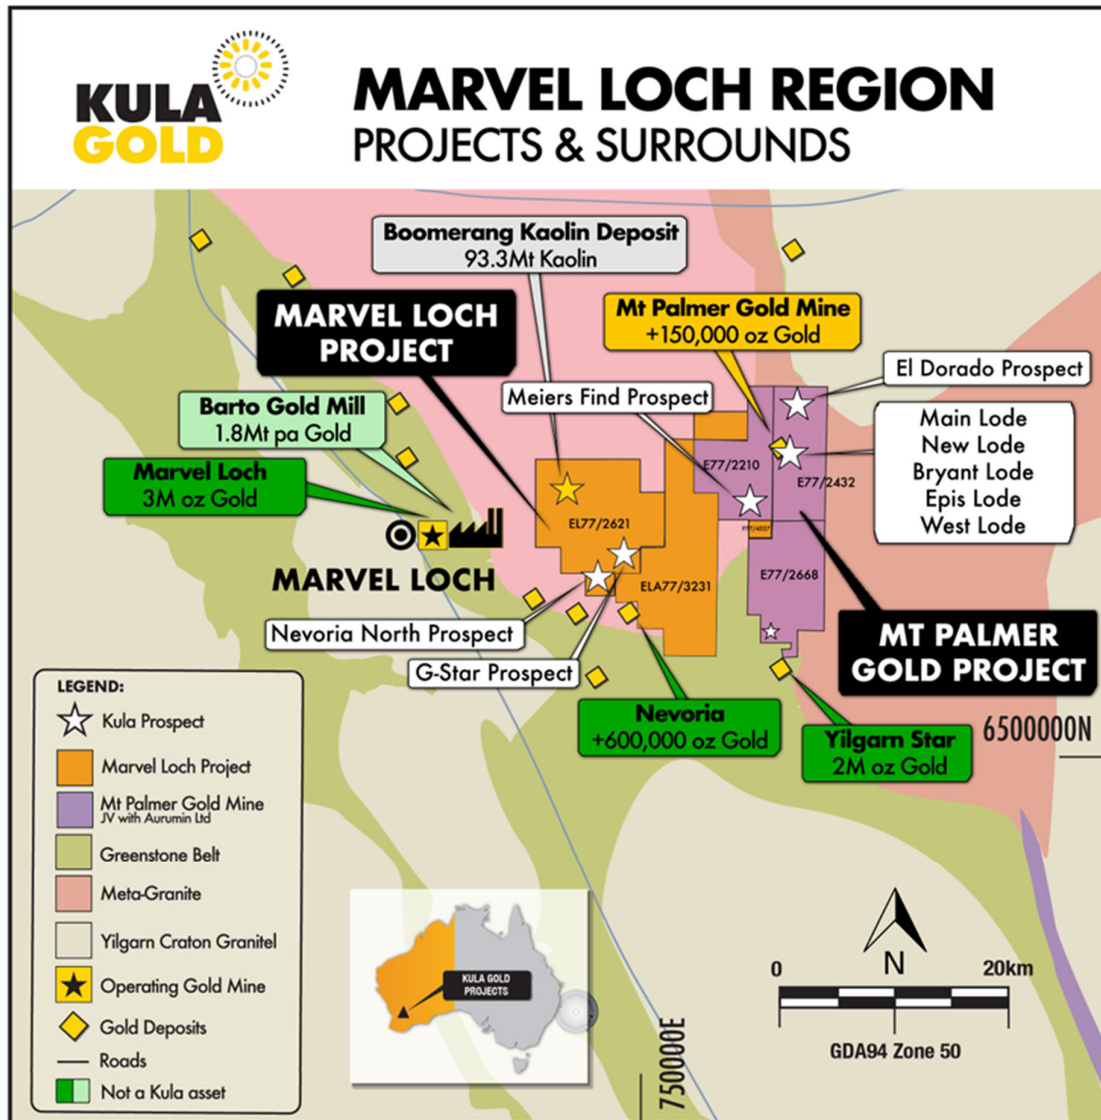 KULA
GOLD
MARVEL LOCH REGION
PROJECTS & SURROUNDS
Boomerang Kaolin Deposit
93.3Mt Kaolin
MARVEL LOCH
PROJECT
Mt Palmer Gold Mine
+150,000 oz Gold
El Dorado Prospect
Meiers Find Prospect
Barto Gold Mill
1.8Mt pa Gold
Main Lode
New Lode
Bryant Lode
Epis Lode
West Lode
Marvel Loch
3M oz Gold
E77/2210
E77/2432
EL77/2621
MARVEL LOCH
ELA77/3231
E77/2668
Nevoria North Prospect
G-Star Prospect
MT PALMER
GOLD PROJECT
Nevoria
+600,000 oz Gold
Yilgarn Star
2M oz Gold
6500000N
LEGEND:
Kula Prospect
Marvel Loch Project
Mt Palmer Gold Mine
JV with Aurumin Ltd
Greenstone Belt
Meta-Granite
Yilgarn Craton Granitel
Operating Gold Mine
Gold Deposits
Roads
Not a Kula asset
KULA GOLD
PROJECTS
N
0 20km
GDA94 Zone 50
750000E